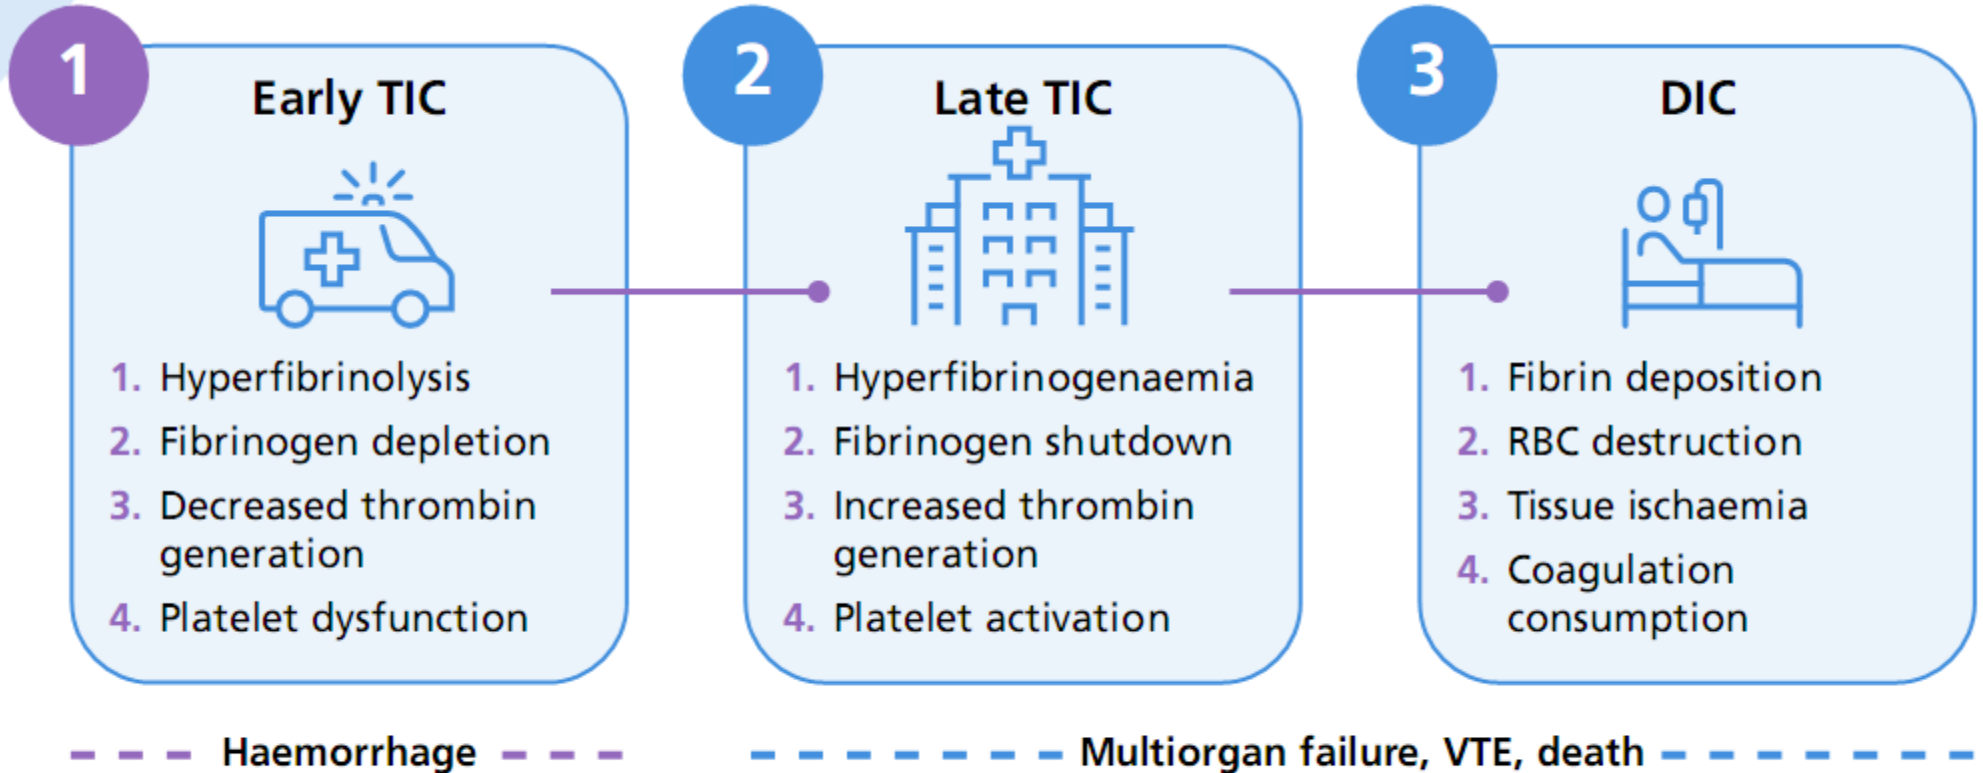 1
Early TIC
1. Hyperfibrinolysis
2. Fibrinogen depletion
3. Decreased thrombin
generation
4. Platelet dysfunction
Haemorrhage
2
Late TIC
1. Hyperfibrinogenaemia
2. Fibrinogen shutdown
3. Increased thrombin
generation
4. Platelet activation
3
DIC
1. Fibrin deposition
2. RBC destruction
3. Tissue ischaemia
4. Coagulation
consumption
Multiorgan failure, VTE, death